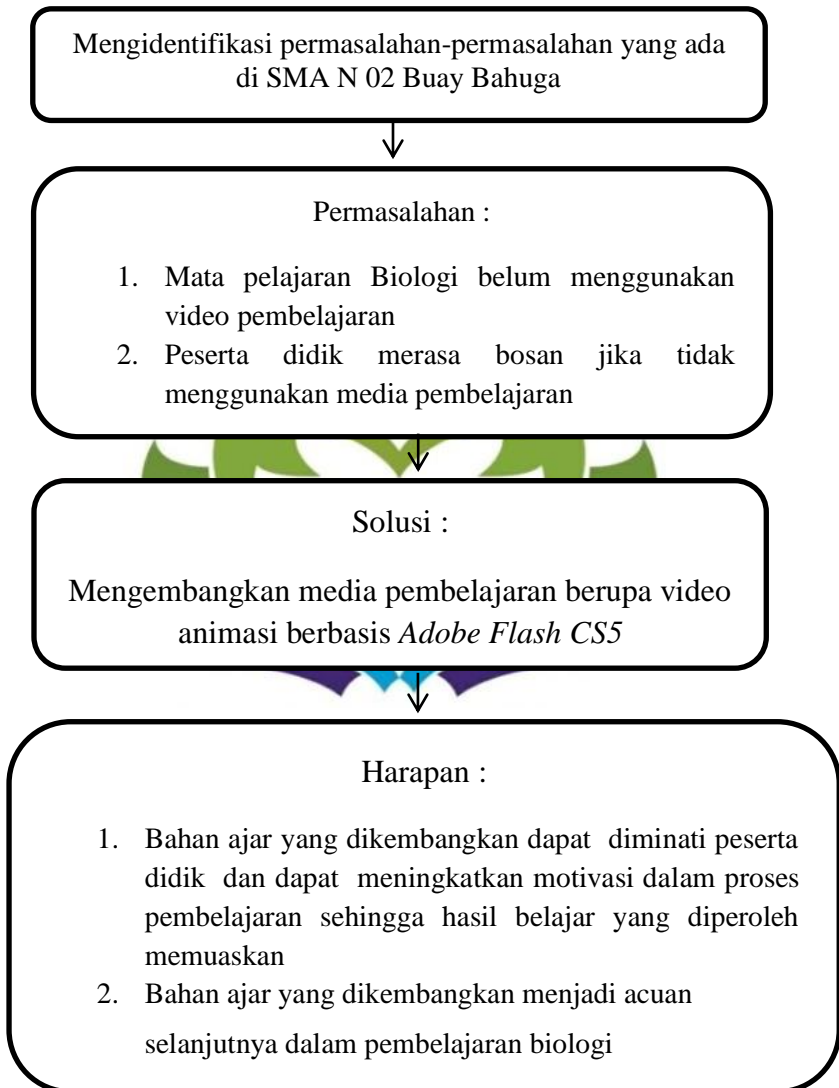 Mengidentifikasi permasalahan-permasalahan yang ada
di SMA N 02 Buay Bahuga
Permasalahan :
1. Mata pelajaran Biologi belum menggunakan
video pembelajaran
2. Peserta didik merasa bosan jika tidak
menggunakan media pembelajaran
Solusi :
Mengembangkan media pembelajaran berupa video
animasi berbasis Adobe Flash CS5
Harapan :
1. Bahan ajar yang dikembangkan dapat diminati peserta
didik dan dapat meningkatkan motivasi dalam proses
pembelajaran sehingga hasil belajar yang diperoleh
memuaskan
2. Bahan ajar yang dikembangkan menjadi acuan
selanjutnya dalam pembelajaran biologi